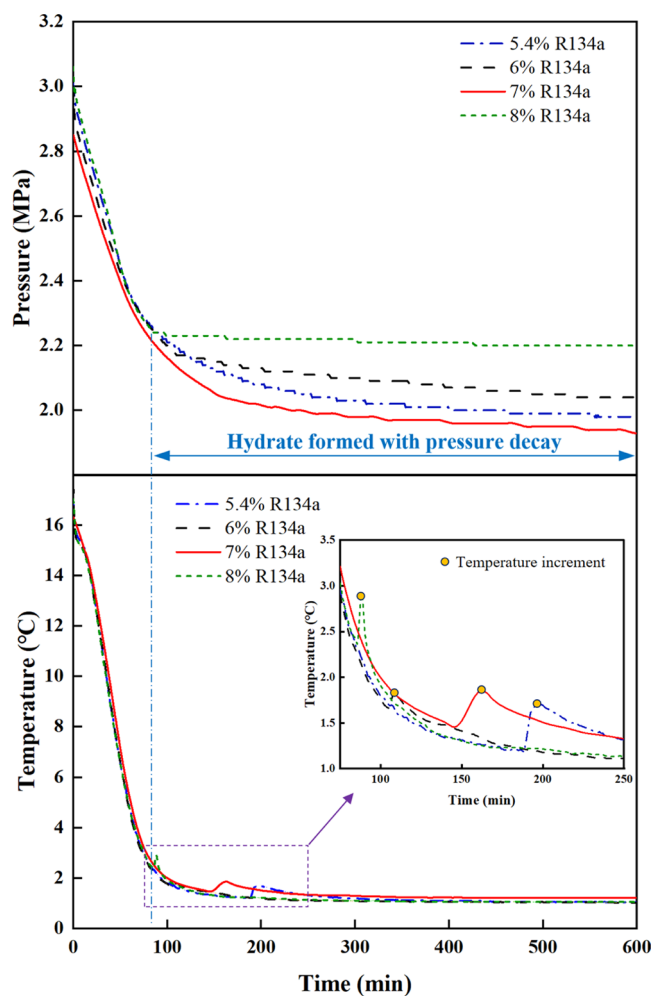 Pressure (MPa)
3.2
3.0
2.8
2.6
2.4
2.2
2.0
5.4% R134a
6% R134a
7% R134a
8% R134a
Hydrate formed with pressure decay
Temperature (℃)
16
14
12
10
8
6
4
2
0
5.4% R134a
6% R134a
7% R134a
8% R134a
Temperature (℃)
3.5
3.0
2.5
2.0
1.5
1.0
Temperature increment
100 150 200 250
Time (min)
0 100 200 300 400 500 600
Time (min)